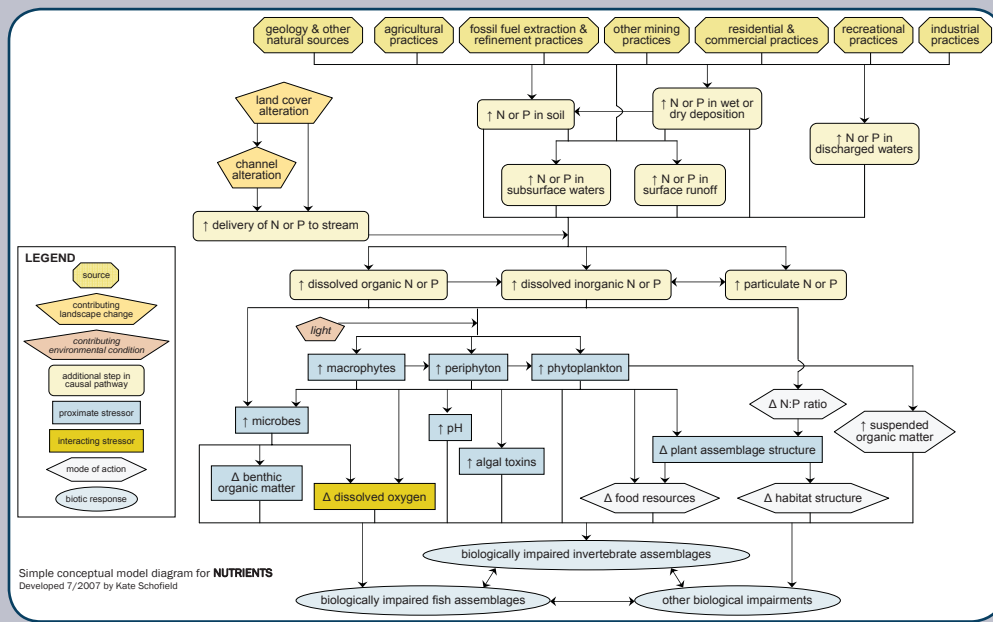 geology & other
natural sources
agricultural
practices
fossil fuel extraction &
refinement practices
other mining
practices
residential &
commercial practices
recreational
practices
industrial
practices
land cover
alteration
↑ N or P in soil
↑ N or P in wet or
dry deposition
↑ N or P in
discharged waters
channel
alteration
↑ N or P in
subsurface waters
↑ N or P in
surface runoff
↑ delivery of N or P to stream
LEGEND
source
contributing
landscape change
contributing
environmental condition
additional step in
causal pathway
proximate stressor
interacting stressor
mode of action
biotic response
↑ dissolved organic N or P
↑ dissolved inorganic N or P
↑ particulate N or P
light
↑ macrophytes
↑ periphyton
↑ phytoplankton
Δ N:P ratio
↑ microbes
↑ pH
↑ suspended
organic matter
Δ plant assemblage structure
↑ algal toxins
Δ benthic
organic matter
Δ dissolved oxygen
Δ food resources
Δ habitat structure
biologically impaired invertebrate assemblages
Simple conceptual model diagram for NUTRIENTS
Developed 7/2007 by Kate Schofield
biologically impaired fish assemblages
other biological impairments